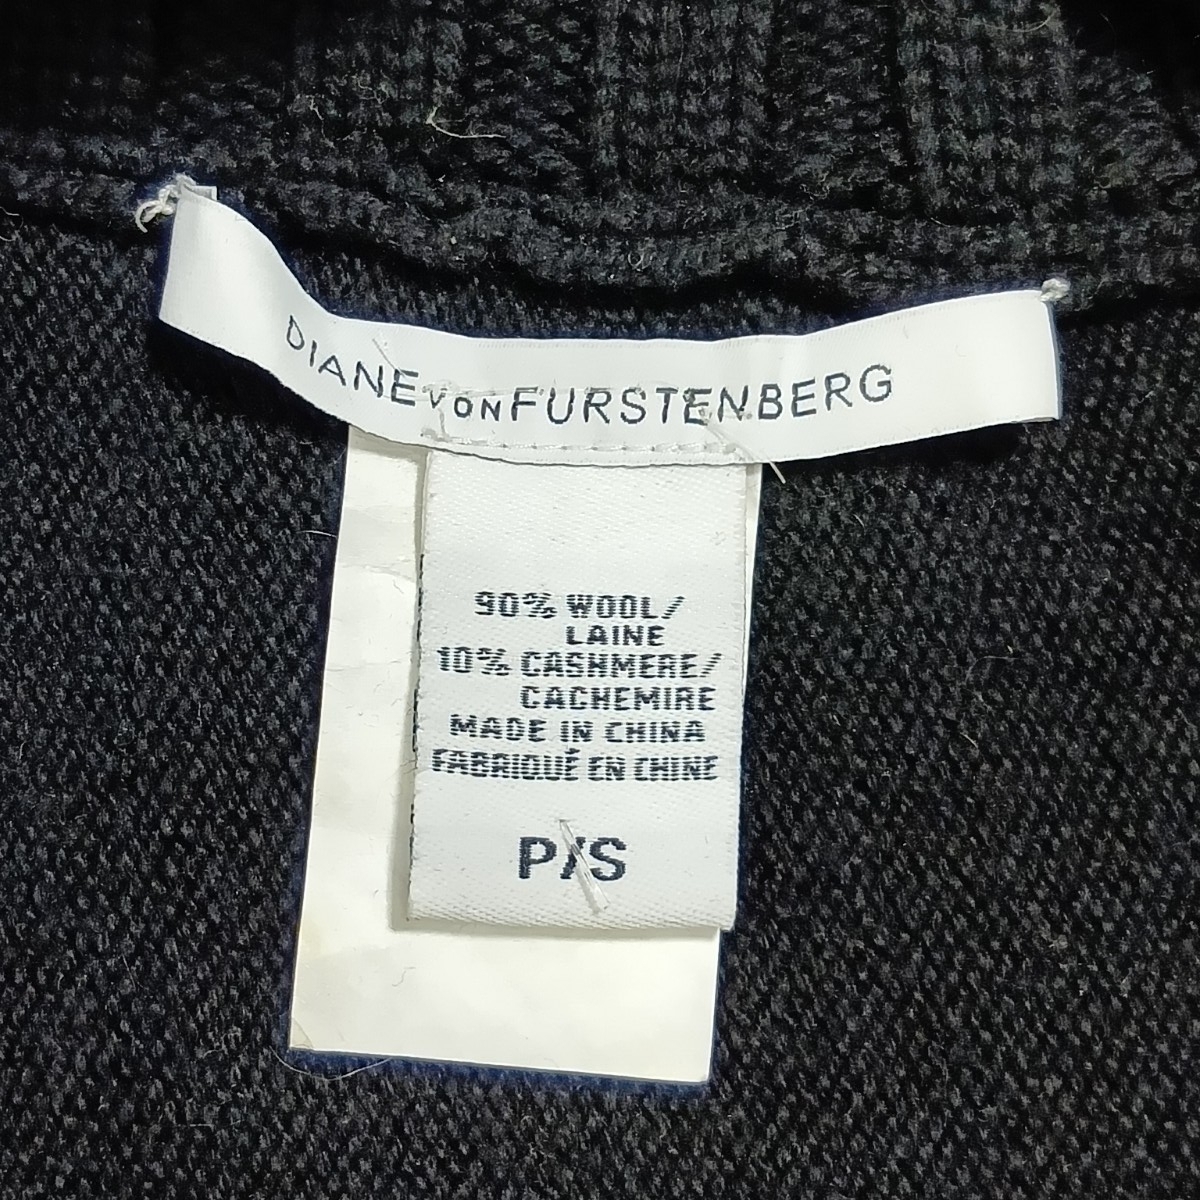 DIANE VON FURSTENBERG
90% WOOL/
LAINE
10% CASHMERE/
CACHEMIRE
MADE IN CHINA
FABRIQUÉ EN CHINE
P/S